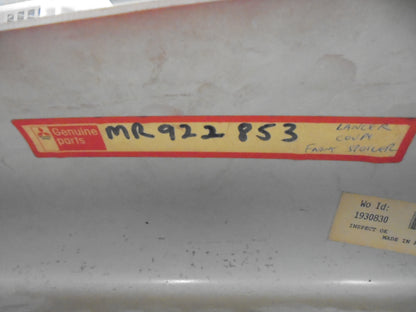 Genuine
parts
MR922853
LANCER
COUPE
FRONT SPOILER
Wo Id:
1930830
INSPECT OK
MADE IN